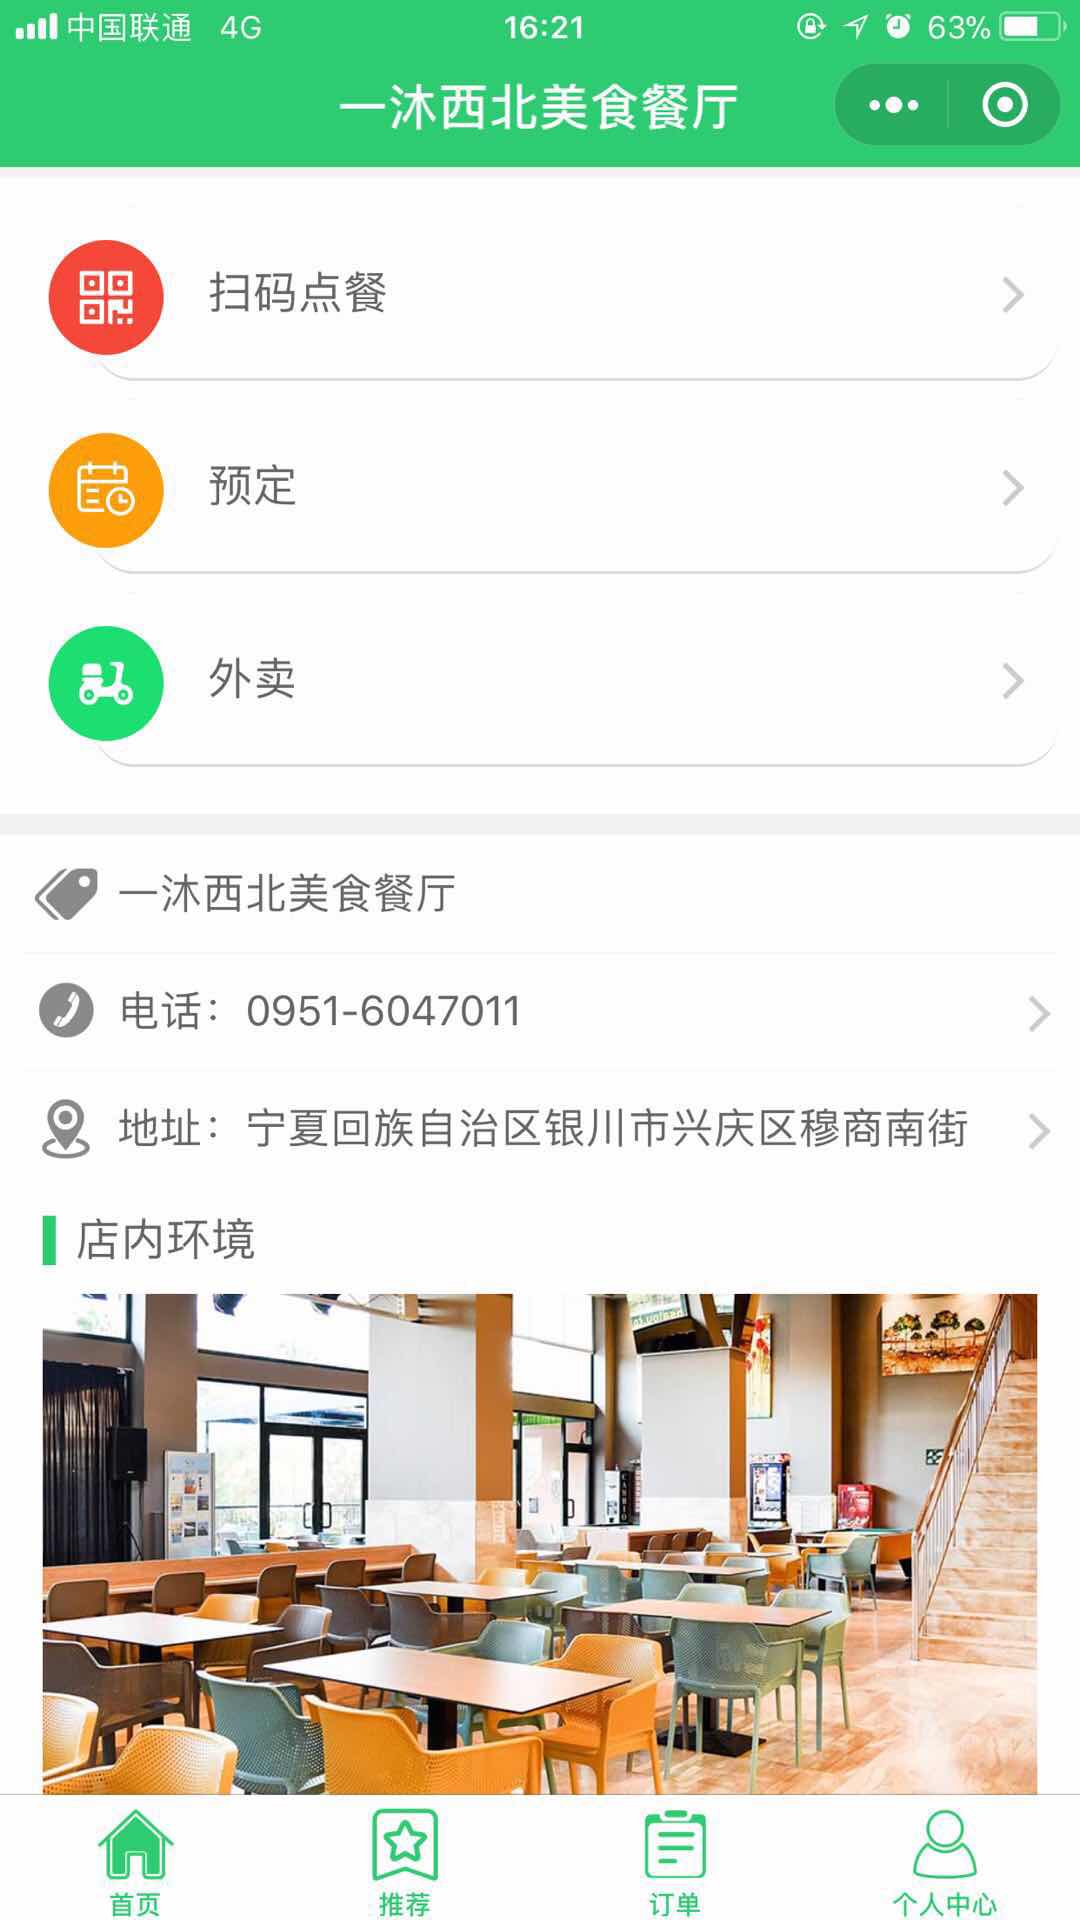 中国联通 4G 16:21 63%
一沐西北美食餐厅
扫码点餐
预定
外卖
一沐西北美食餐厅
电话：0951-6047011
地址：宁夏回族自治区银川市兴庆区穆商南街
店内环境
首页 推荐 订单 个人中心